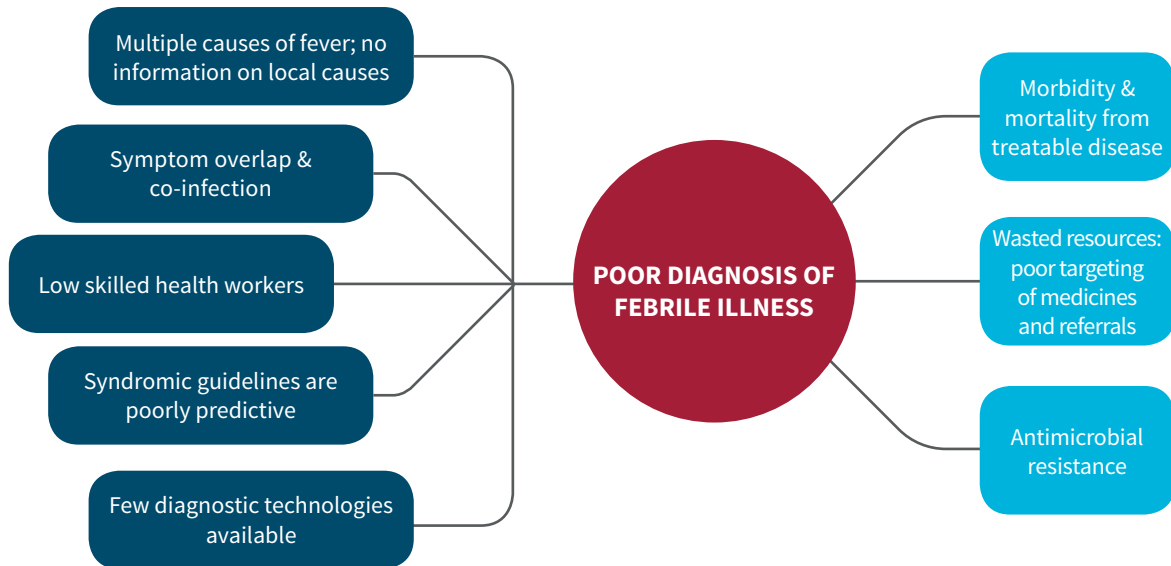 Multiple causes of fever; no
information on local causes
Symptom overlap &
co-infection
Low skilled health workers
Syndromic guidelines are
poorly predictive
Few diagnostic technologies
available
POOR DIAGNOSIS OF
FEBRILE ILLNESS
Morbidity &
mortality from
treatable disease
Wasted resources:
poor targeting
of medicines
and referrals
Antimicrobial
resistance